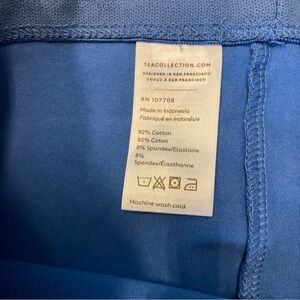 TEACOLLECTION.COM
DESIGNED IN SAN FRANCISCO
CONÇU À SAN FRANCISCO
RN 107708
Made in Indonesia
Fabriqué en Indonésie
92% Cotton
92% Coton
8% Spandex/Elastane
8%
Spandex/Élasthanne
Machine wash cold